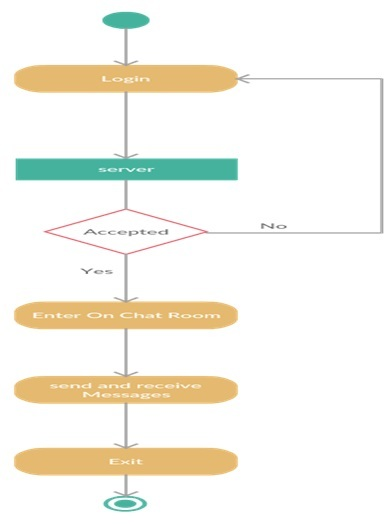 Login
server
Accepted
No
Yes
Enter On Chat Room
send and receive
Messages
Exit